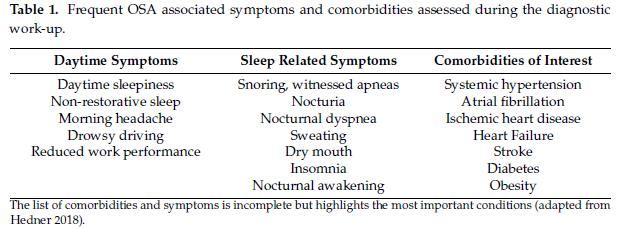 Table 1. Frequent OSA associated symptoms and comorbidities assessed during the diagnostic
work-up.
Daytime Symptoms Sleep Related Symptoms Comorbidities of Interest
Daytime sleepiness Snoring, witnessed apneas Systemic hypertension
Non-restorative sleep Nocturia Atrial fibrillation
Morning headache Nocturnal dyspnea Ischemic heart disease
Drowsy driving Sweating Heart Failure
Reduced work performance Dry mouth Stroke
Insomnia Diabetes
Nocturnal awakening Obesity
The list of comorbidities and symptoms is incomplete but highlights the most important conditions (adapted from
Hedner 2018).